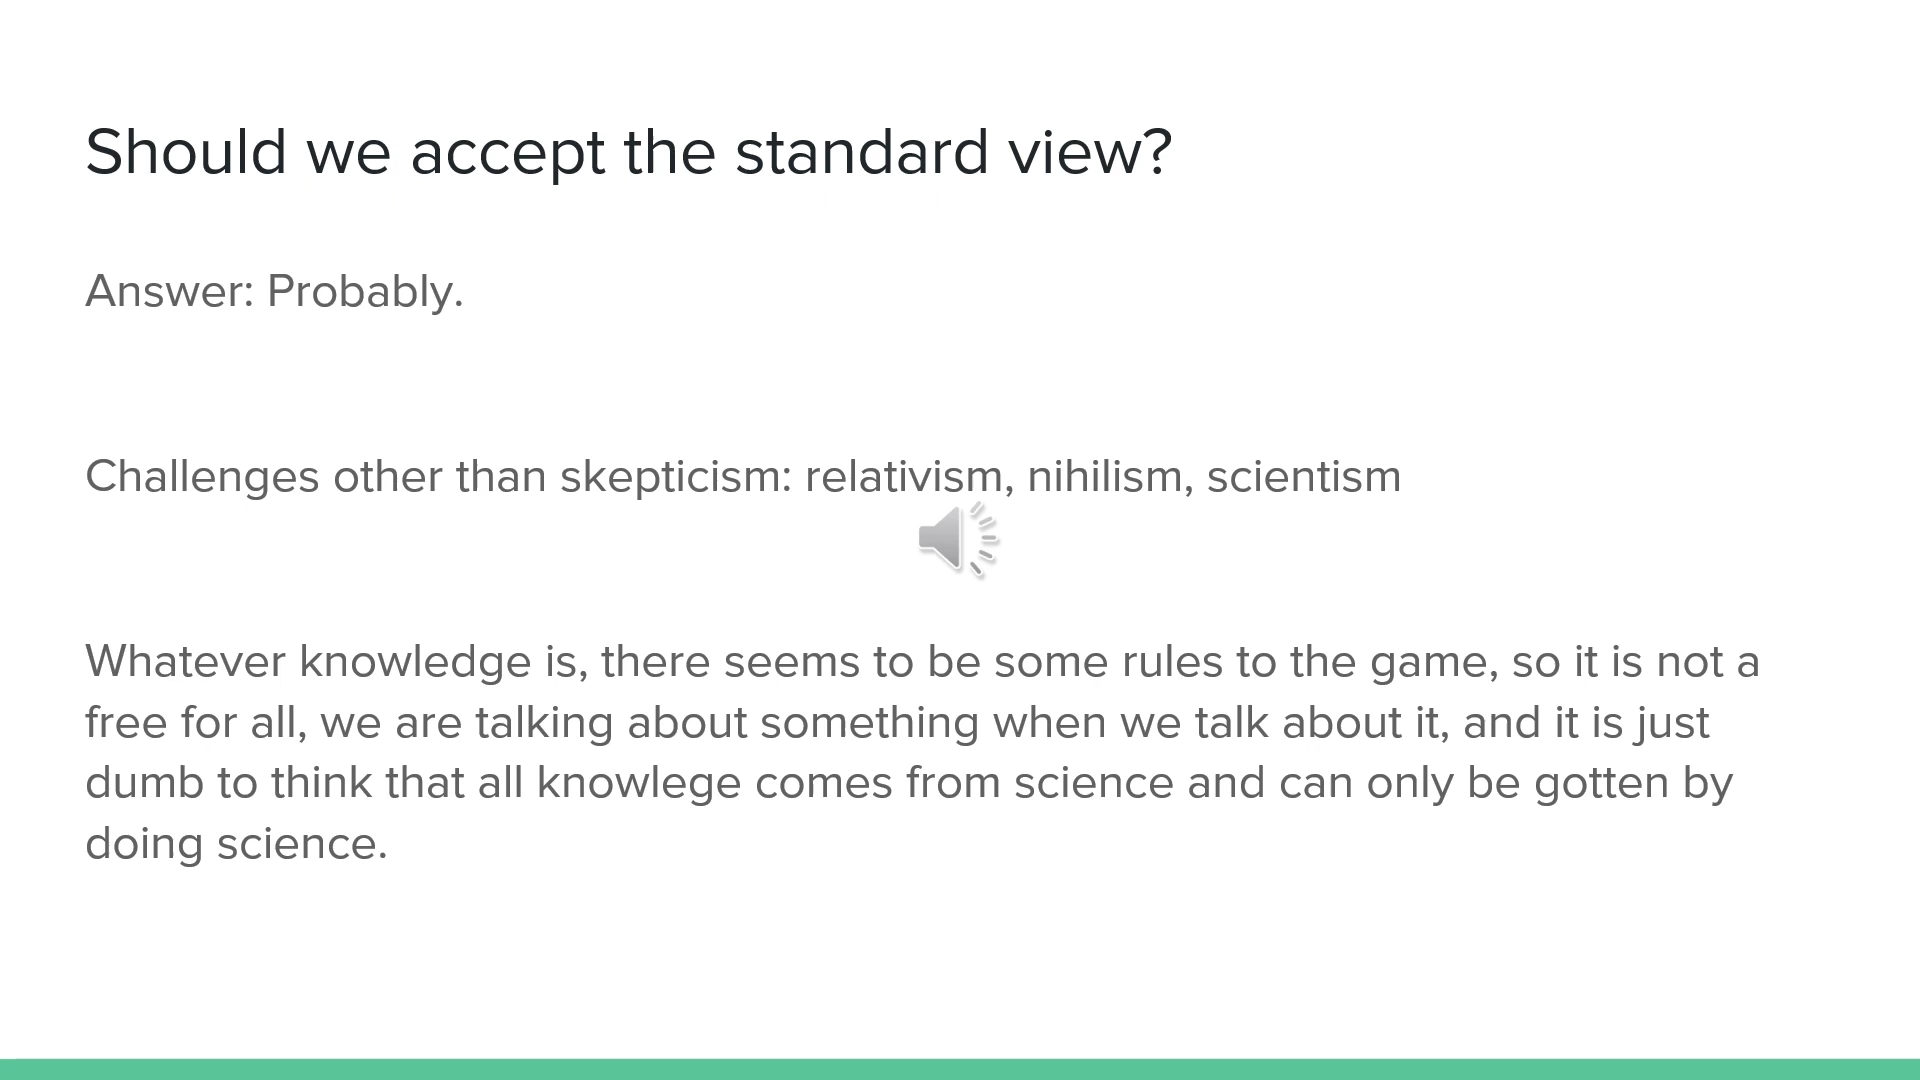 Should we accept the standard view?
Answer: Probably.
Challenges other than skepticism: relativism, nihilism, scientism
Whatever knowledge is, there seems to be some rules to the game, so it is not a
free for all, we are talking about something when we talk about it, and it is just
dumb to think that all knowlege comes from science and can only be gotten by
doing science.